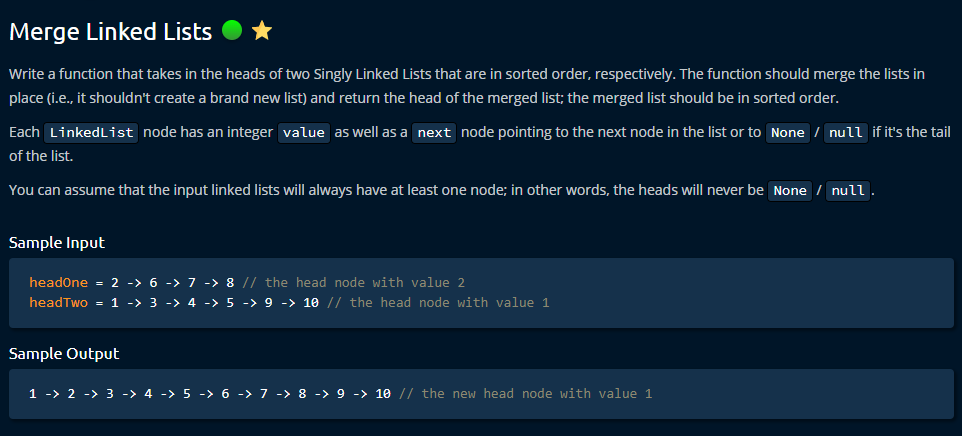 Merge Linked Lists
Write a function that takes in the heads of two Singly Linked Lists that are in sorted order, respectively. The function should merge the lists in
place (i.e., it shouldn't create a brand new list) and return the head of the merged list; the merged list should be in sorted order.
Each LinkedList node has an integer value as well as a next node pointing to the next node in the list or to None / null if it's the tail
of the list.
You can assume that the input linked lists will always have at least one node; in other words, the heads will never be None / null .
Sample Input
headOne = 2 -> 6 -> 7 -> 8 // the head node with value 2
headTwo = 1 -> 3 -> 4 -> 5 -> 9 -> 10 // the head node with value 1
Sample Output
1 -> 2 -> 3 -> 4 -> 5 -> 6 -> 7 -> 8 -> 9 -> 10 // the new head node with value 1